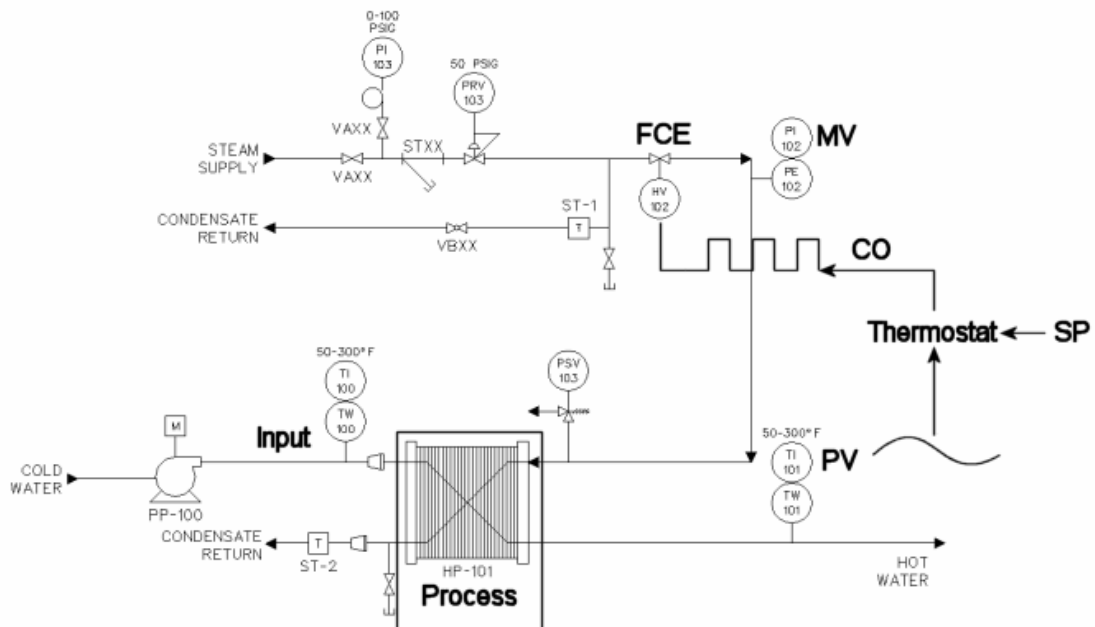 0-100
PSIG
PI
103
50 PSIG
PRV
103
VAXX
STEAM
SUPPLY
VAXX
STXX
FCE
HV
102
PI
102
MV
PE
102
CONDENSATE
RETURN
VBXX
ST-1
T
CO
Thermostat
SP
50-300°F
TI
100
TW
100
PSV
103
M
Input
COLD
WATER
PP-100
50-300°F
TI
101
PV
TW
101
CONDENSATE
RETURN
T
ST-2
HP-101
Process
HOT
WATER